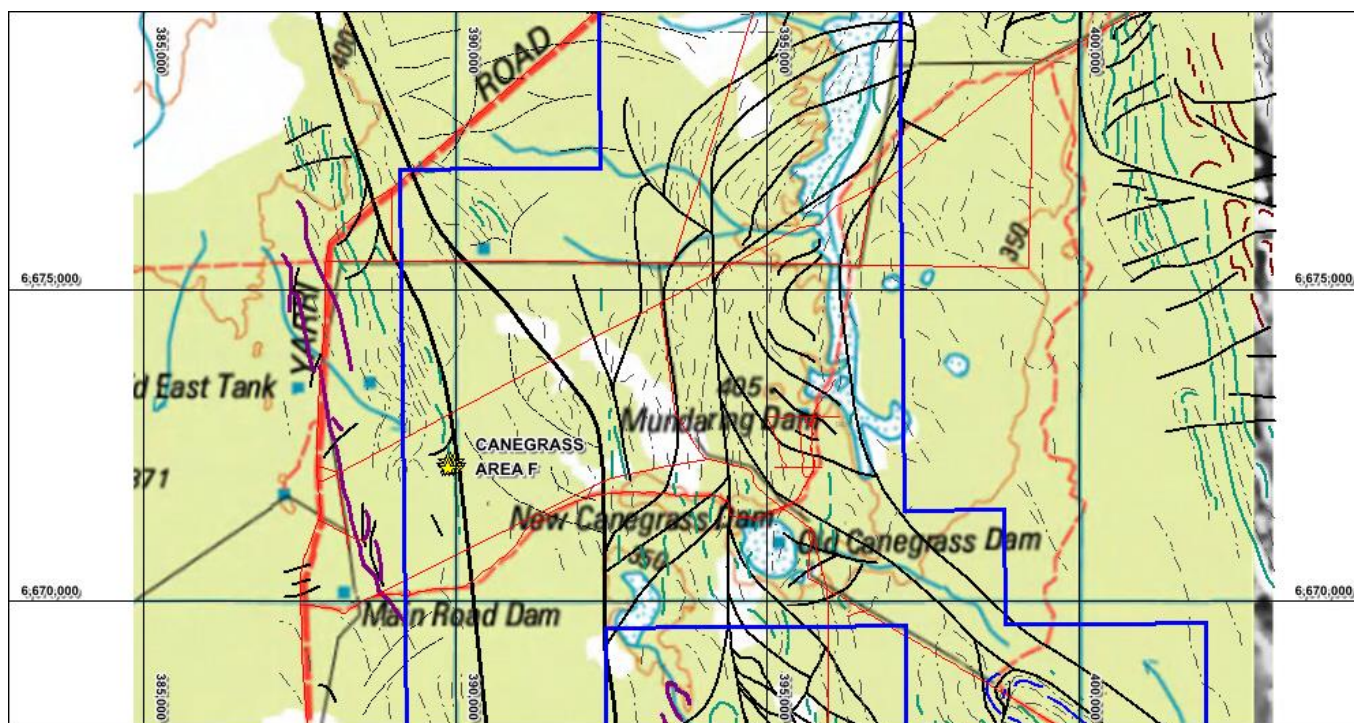 385,000
390,000
395,000
400,000
400
ROAD
350
6,675,000
6,675,000
YARRI
d East Tank
405
Mundaring Dam
CANEGRASS
AREA F
371
New Canegrass Dam
Old Canegrass Dam
350
6,670,000
6,670,000
Main Road Dam
385,000
390,000
395,000
400,000